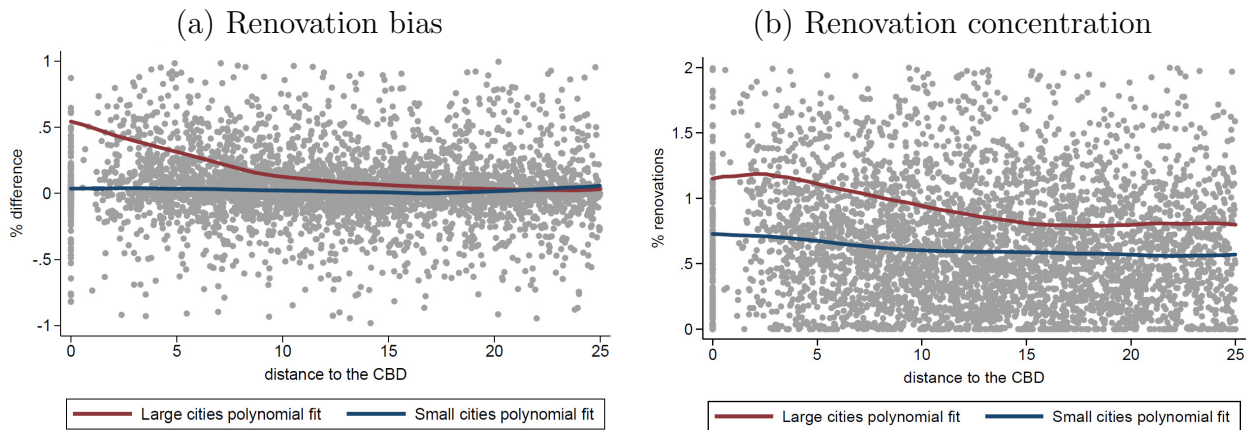 (a) Renovation bias
% difference
1
.5
0
-.5
-1
0 5 10 15 20 25
distance to the CBD
Large cities polynomial fit Small cities polynomial fit
(b) Renovation concentration
% renovations
2
1.5
1
.5
0
0 5 10 15 20 25
distance to the CBD
Large cities polynomial fit Small cities polynomial fit